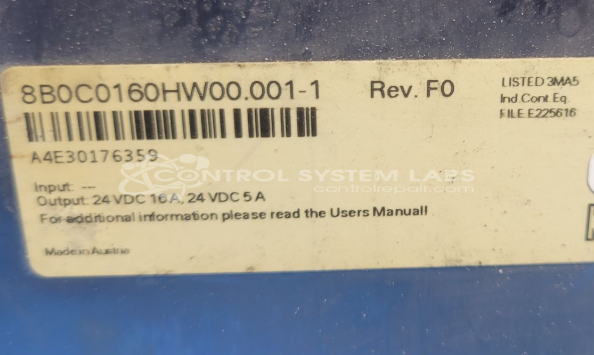 8B0C0160HW00.001-1 Rev. F0
LISTED 3MA5
Ind.Cont.Eq.
FILE E225616
A4E30176359
CONTROL SYSTEM LABS
controlrepair.com
Input: ---
Output: 24 VDC 16 A, 24 VDC 5 A
For additional information please read the Users Manual!
Made in Austria